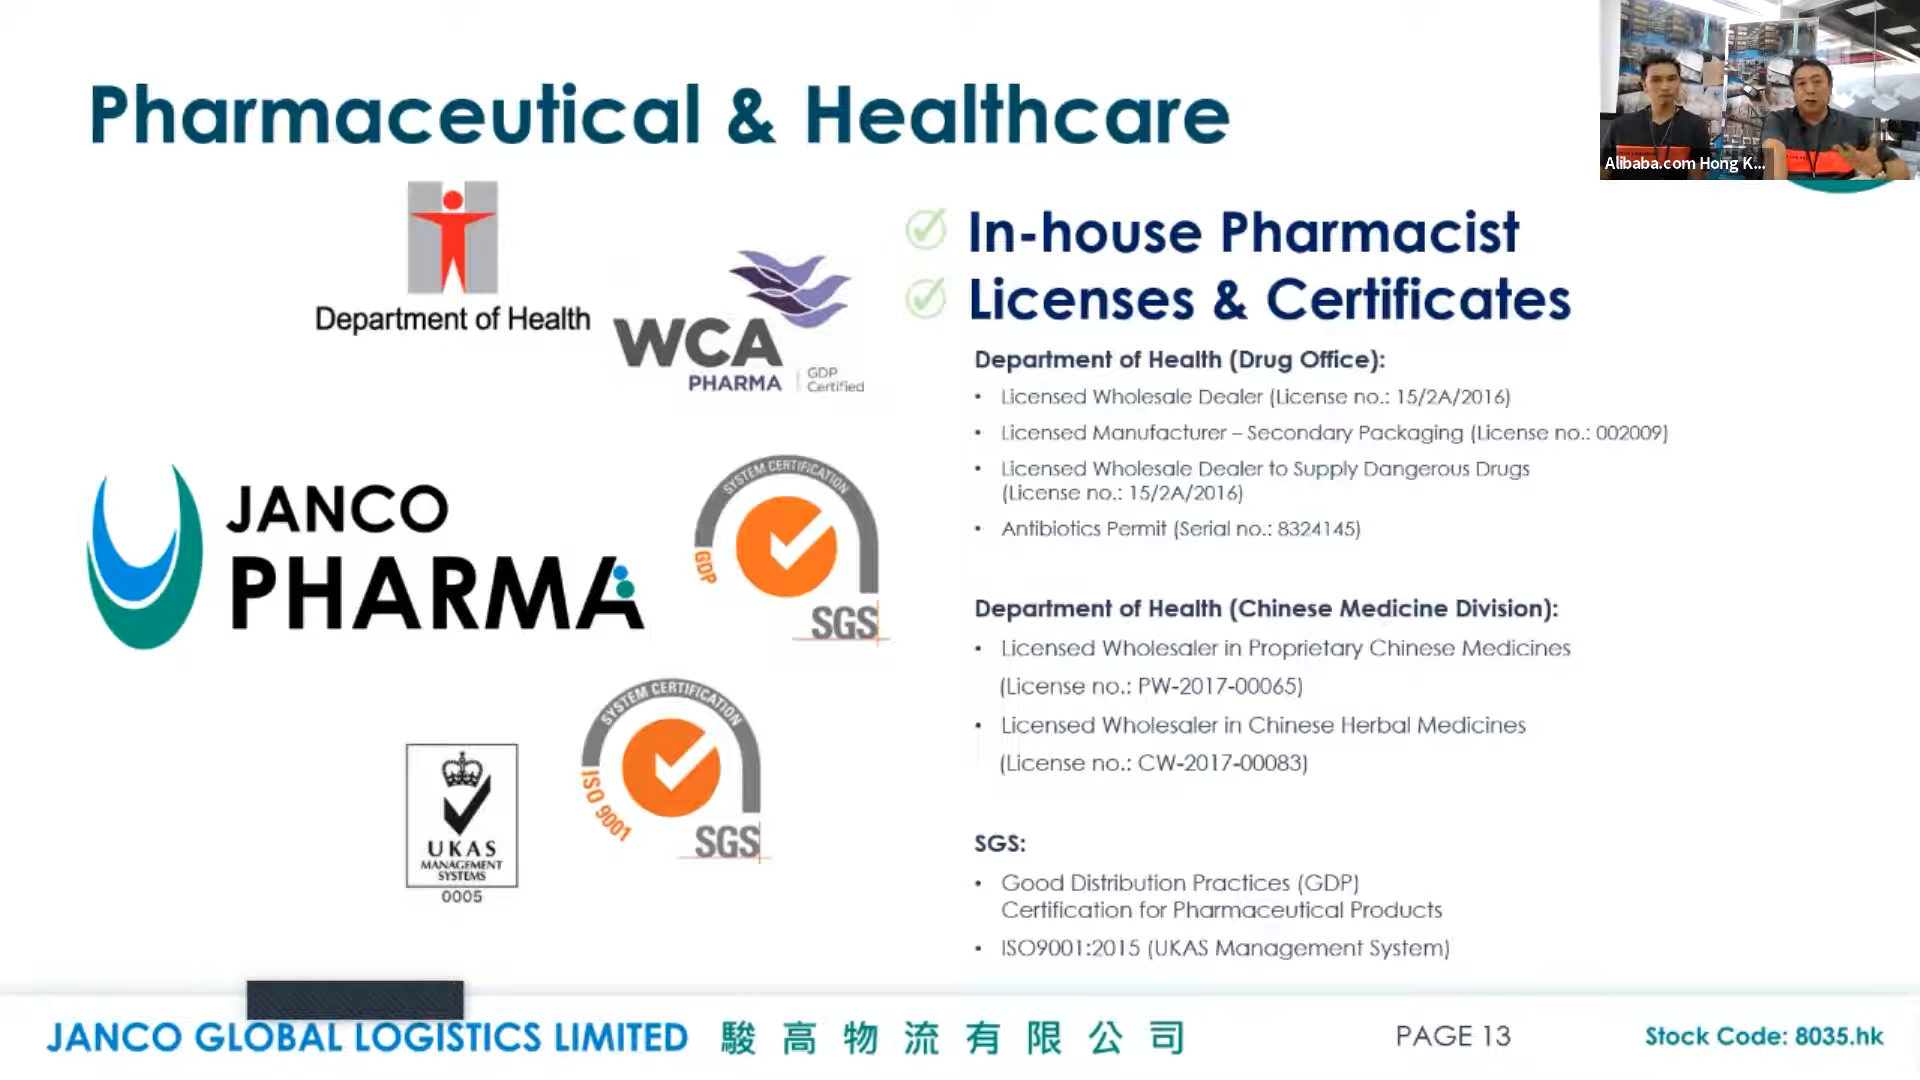 Pharmaceutical & Healthcare
Alibaba.com Hong K...
Department of Health
WCA
PHARMA
GDP
Certified
JANCO
PHARMA
SYSTEM CERTIFICATION
GDP
SGS
SYSTEM CERTIFICATION
ISO 9001
SGS
UKAS
MANAGEMENT
SYSTEMS
0005
In-house Pharmacist
Licenses & Certificates
Department of Health (Drug Office):
• Licensed Wholesale Dealer (License no.: 15/2A/2016)
• Licensed Manufacturer – Secondary Packaging (License no.: 002009)
• Licensed Wholesale Dealer to Supply Dangerous Drugs
(License no.: 15/2A/2016)
• Antibiotics Permit (Serial no.: 8324145)
Department of Health (Chinese Medicine Division):
• Licensed Wholesaler in Proprietary Chinese Medicines
(License no.: PW-2017-00065)
• Licensed Wholesaler in Chinese Herbal Medicines
(License no.: CW-2017-00083)
SGS:
• Good Distribution Practices (GDP)
Certification for Pharmaceutical Products
• ISO9001:2015 (UKAS Management System)
JANCO GLOBAL LOGISTICS LIMITED 駿高物流有限公司 PAGE 13 Stock Code: 8035.hk